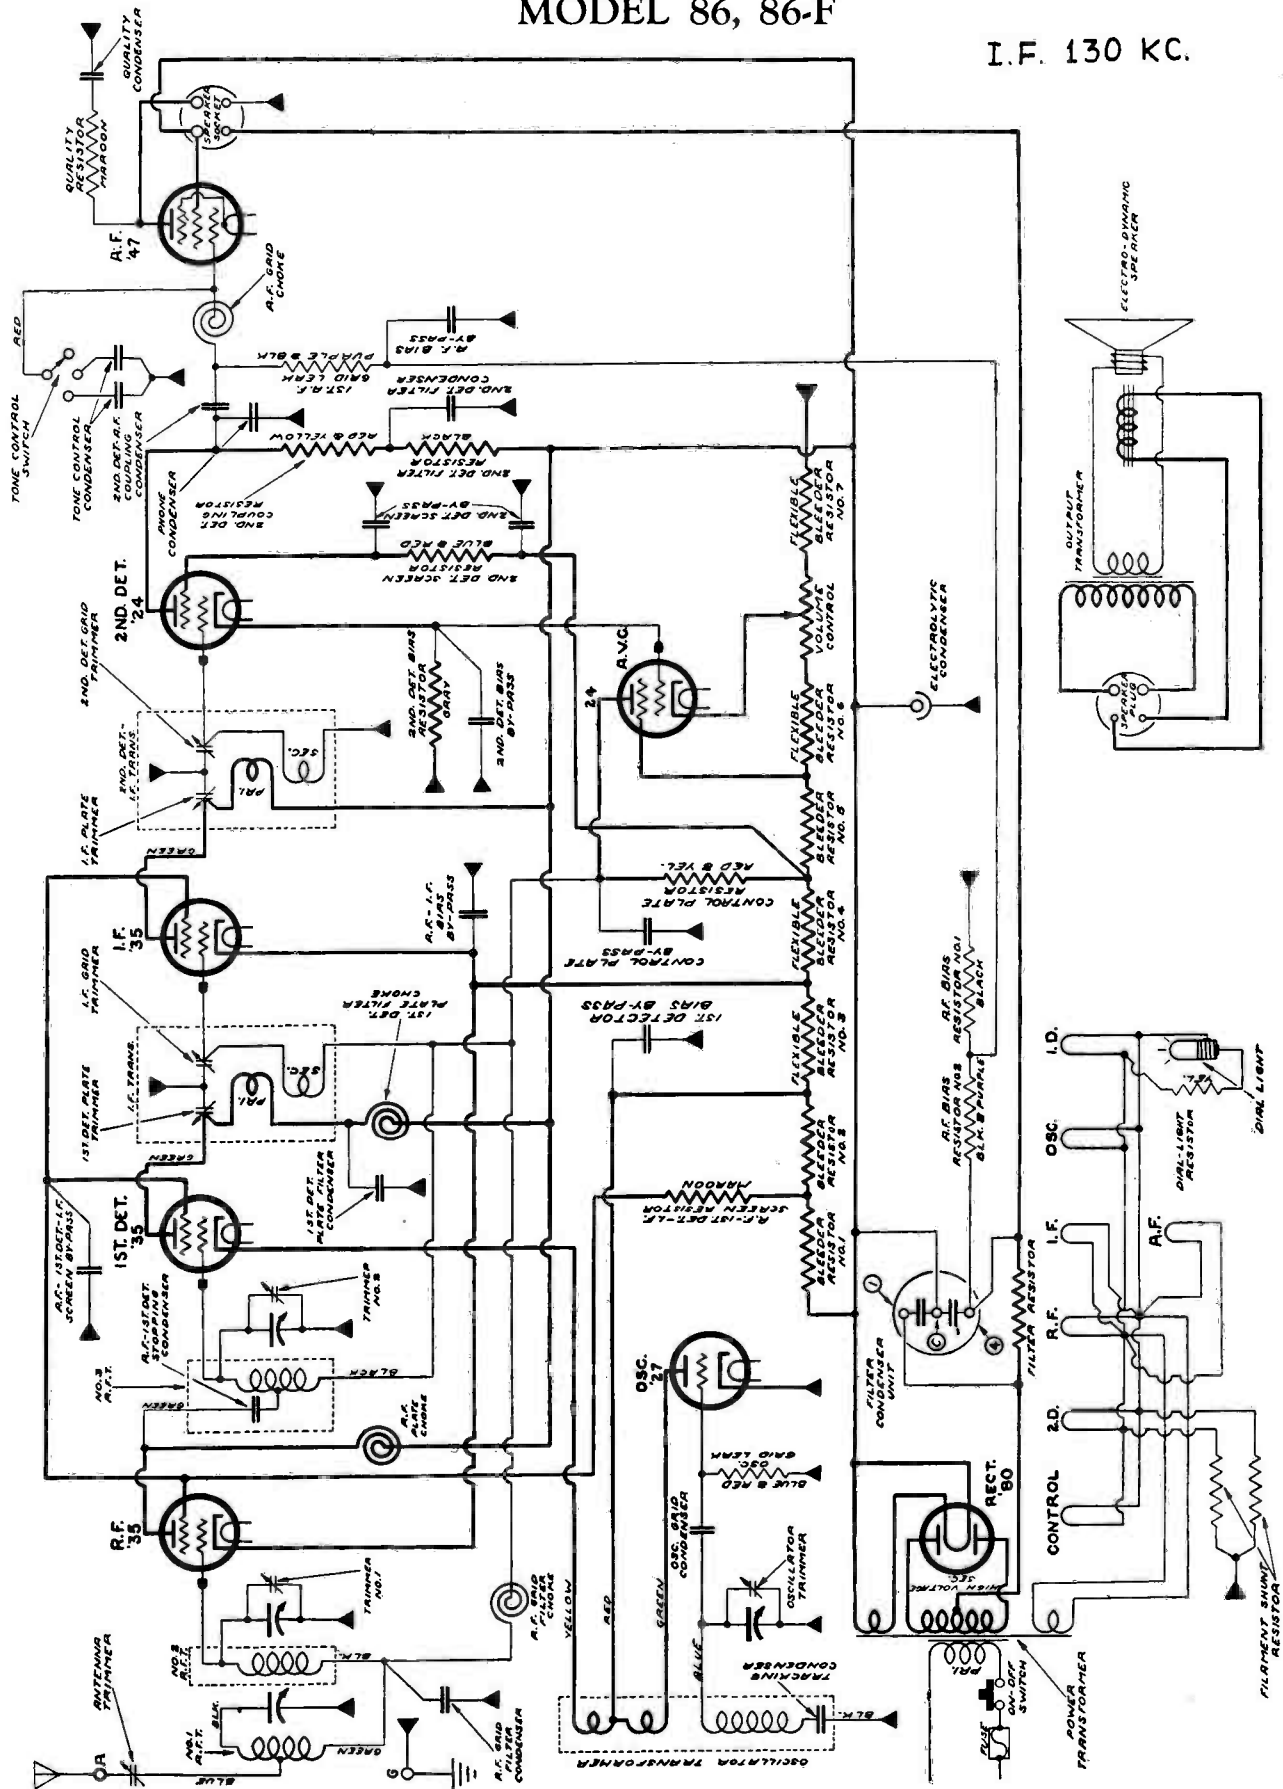 MODEL 86, 86-F
I.F. 130 KC.
QUALITY
CONDENSER
QUALITY
RESISTOR
MAROON
SPEAKER
SOCKET
A.F.
'47
A.F. GRID
CHOKE
RED
TONE CONTROL
SWITCH
TONE CONTROL
CONDENSER
2ND. DET.-A.F.
COUPLING
CONDENSER
PHONE
CONDENSER
1ST. A.F.
GRID LEAK
PURPLE & BLK
A.F. BIAS
BY-PASS
2ND. DET. FILTER
CONDENSER
RED & YELLOW
2ND. DET.
COUPLING
RESISTOR
BLACK
2ND. DET. FILTER
RESISTOR
2ND. DET. SCREEN
BY-PASS
BLUE & RED
2ND. DET. SCREEN
RESISTOR
2ND. DET.
'24
2ND. DET. GRID
TRIMMER
2ND. DET.-
I.F. TRANS.
SEC.
PRI.
I.F. PLATE
TRIMMER
GREEN
2ND. DET. BIAS
RESISTOR
GRAY
2ND. DET. BIAS
BY-PASS
A.V.C.
24
FLEXIBLE
BLEEDER
RESISTOR
NO. 7
VOLUME
CONTROL
FLEXIBLE
BLEEDER
RESISTOR
NO. 6
BLEEDER
RESISTOR
NO. 5
FLEXIBLE
BLEEDER
RESISTOR
NO. 4
FLEXIBLE
BLEEDER
RESISTOR
NO. 3
BLEEDER
RESISTOR
NO. 2
BLEEDER
RESISTOR
NO. 1
ELECTROLYTIC
CONDENSER
I.F.
'35
R.F.-I.F.
BIAS
BY-PASS
I.F. GRID
TRIMMER
I.F. TRANS.
SEC.
PRI.
1ST. DET. PLATE
TRIMMER
GREEN
1ST. DET.
PLATE FILTER
CHOKE
1ST. DET.
PLATE FILTER
CONDENSER
CONTROL PLATE
RESISTOR
RED & YEL.
CONTROL PLATE
BY-PASS
1ST. DETECTOR
BIAS BY-PASS
R.F.-1ST. DET.-I.F.
SCREEN RESISTOR
MAROON
R.F.-1ST. DET.-I.F.
SCREEN BY-PASS
1ST. DET.
'35
R.F.-1ST. DET.
STOPPING
CONDENSER
NO. 3
R.F.T.
GREEN
BLACK
TRIMMER
NO. 2
R.F.
PLATE
CHOKE
R.F.
'35
TRIMMER
NO. 1
NO. 2
R.F.T.
BLK.
R.F. GRID
FILTER
CHOKE
ANTENNA
TRIMMER
A
BLUE
NO. 1
R.F.T.
BLK.
GREEN
G
R.F. GRID
FILTER
CONDENSER
YELLOW
RED
GREEN
BLUE
BLK.
OSCILLATOR TRANSFORMER
TRACKING
CONDENSER
OSCILLATOR
TRIMMER
OSC. GRID
CONDENSER
OSC.
GRID LEAK
BLUE & RED
OSC.
'27
A.F. BIAS
RESISTOR NO. 1
BLACK
A.F. BIAS
RESISTOR NO. 2
BLK. & PURPLE
FILTER
CONDENSER
UNIT
1
C
4
FILTER RESISTOR
RECT.
'80
HIGH VOLTAGE
SEC.
PRI.
FUSE
ON-OFF
SWITCH
POWER
TRANSFORMER
CONTROL
2D.
R.F.
I.F.
OSC.
1.D.
A.F.
FILAMENT SHUNT
RESISTOR
DIAL-LIGHT
RESISTOR
YEL.
DIAL LIGHT
SPEAKER
PLUG
OUTPUT
TRANSFORMER
ELECTRO-DYNAMIC
SPEAKER